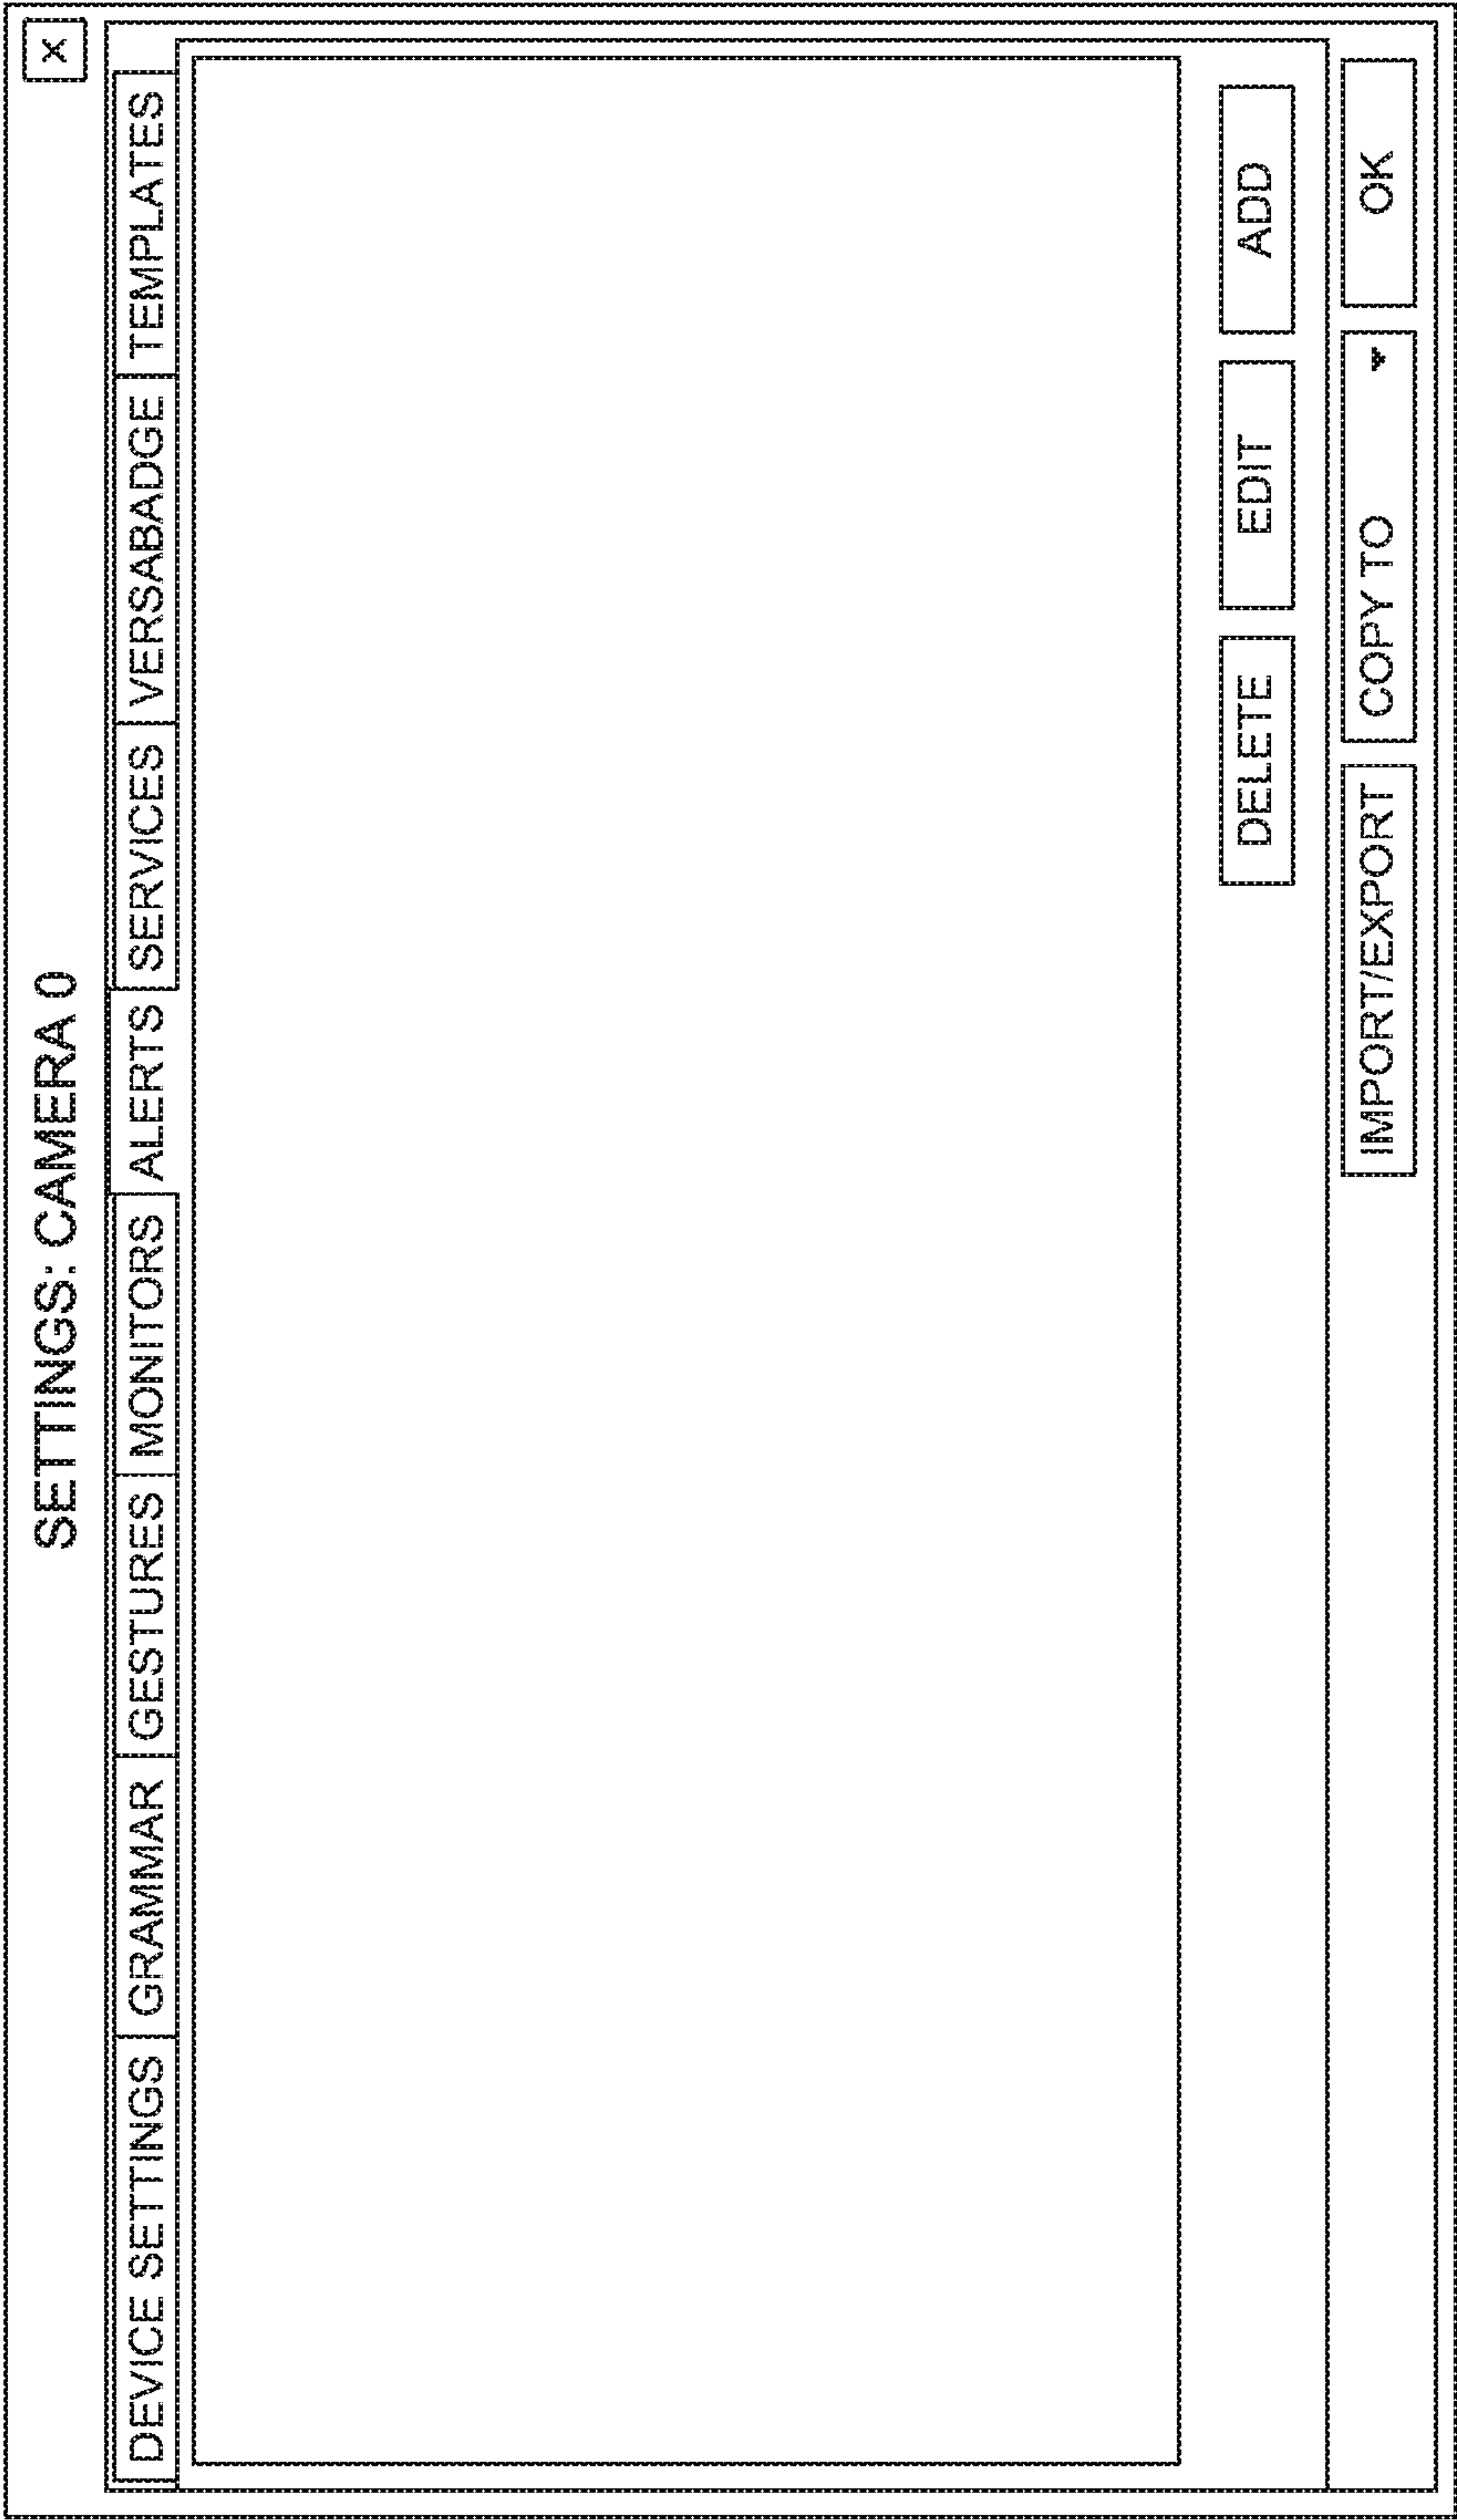 SETTINGS: CAMERA 0
X
DEVICE SETTINGS GRAMMAR GESTURES MONITORS ALERTS SERVICES VERSABADGE TEMPLATES
DELETE EDIT ADD
IMPORT/EXPORT COPY TO OK